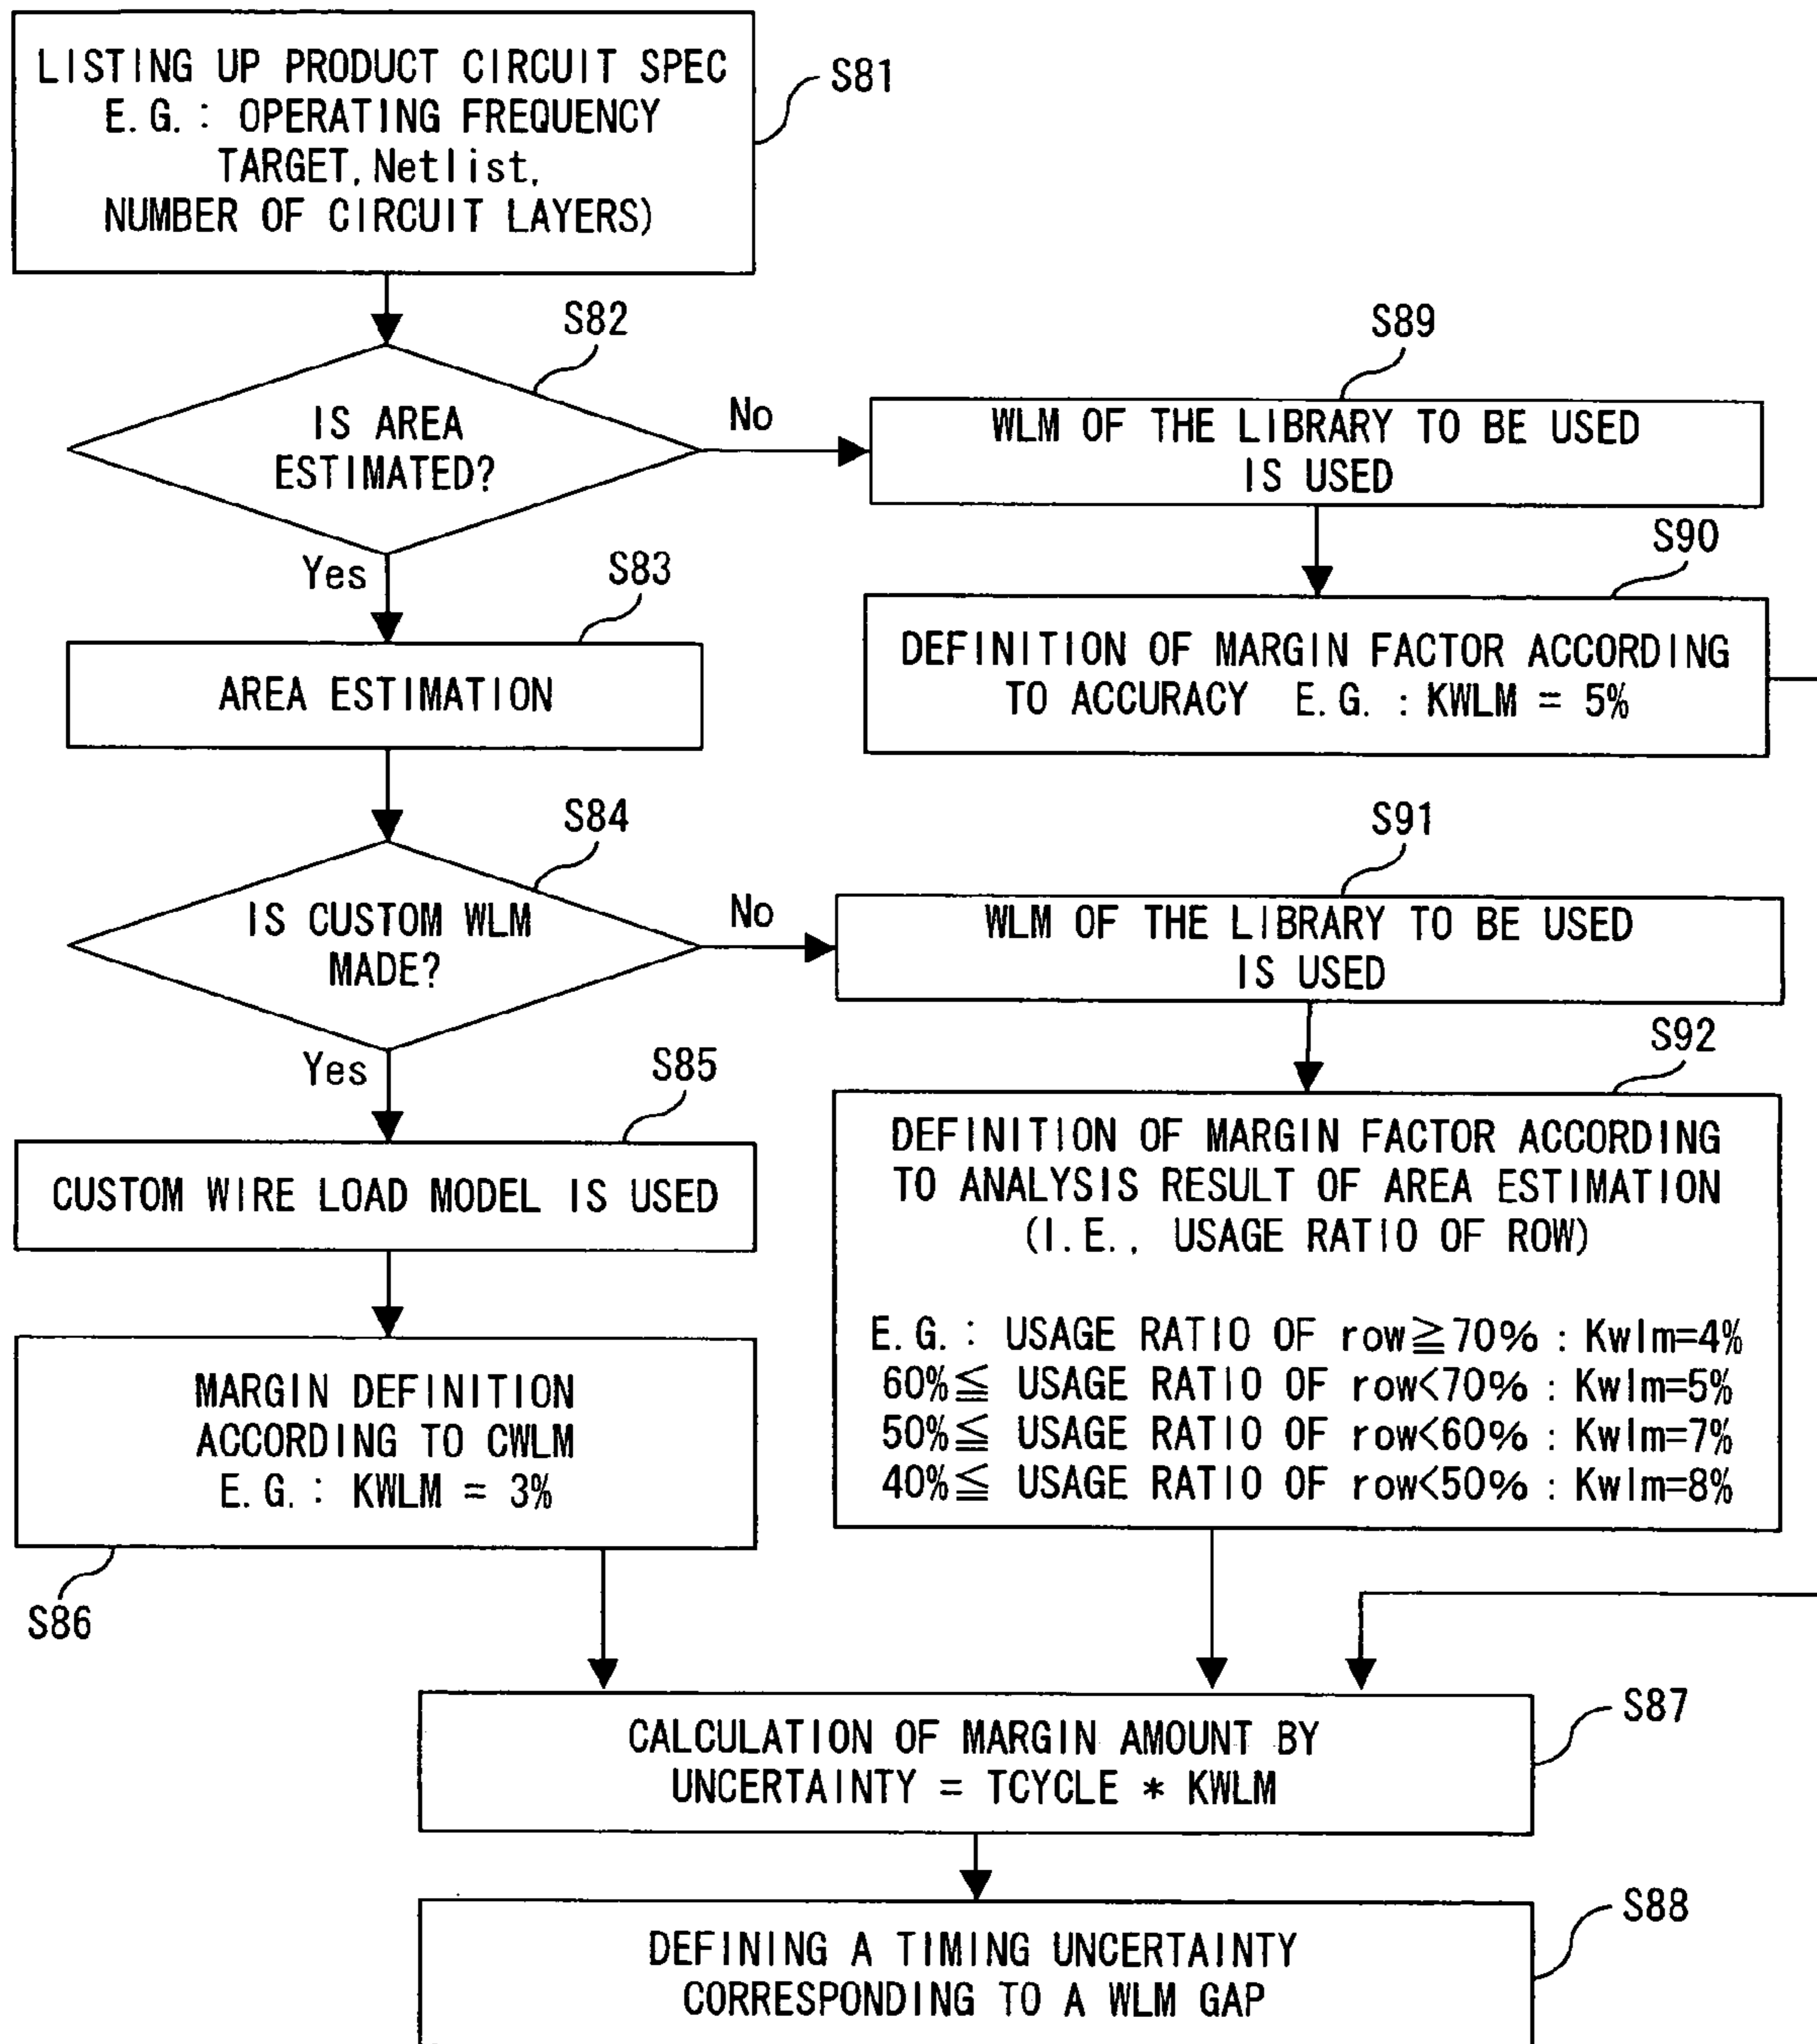 LISTING UP PRODUCT CIRCUIT SPEC
E.G.: OPERATING FREQUENCY
TARGET, Netlist,
NUMBER OF CIRCUIT LAYERS)
S81
S82
IS AREA
ESTIMATED?
No
Yes
S89
WLM OF THE LIBRARY TO BE USED
IS USED
S90
DEFINITION OF MARGIN FACTOR ACCORDING
TO ACCURACY E.G.: KWLM = 5%
S83
AREA ESTIMATION
S84
IS CUSTOM WLM
MADE?
No
Yes
S91
WLM OF THE LIBRARY TO BE USED
IS USED
S92
DEFINITION OF MARGIN FACTOR ACCORDING
TO ANALYSIS RESULT OF AREA ESTIMATION
(I.E., USAGE RATIO OF ROW)
E.G.: USAGE RATIO OF row≧70%: Kwlm=4%
60%≦ USAGE RATIO OF row<70%: Kwlm=5%
50%≦ USAGE RATIO OF row<60%: Kwlm=7%
40%≦ USAGE RATIO OF row<50%: Kwlm=8%
S85
CUSTOM WIRE LOAD MODEL IS USED
MARGIN DEFINITION
ACCORDING TO CWLM
E.G.: KWLM = 3%
S86
S87
CALCULATION OF MARGIN AMOUNT BY
UNCERTAINTY = TCYCLE * KWLM
S88
DEFINING A TIMING UNCERTAINTY
CORRESPONDING TO A WLM GAP